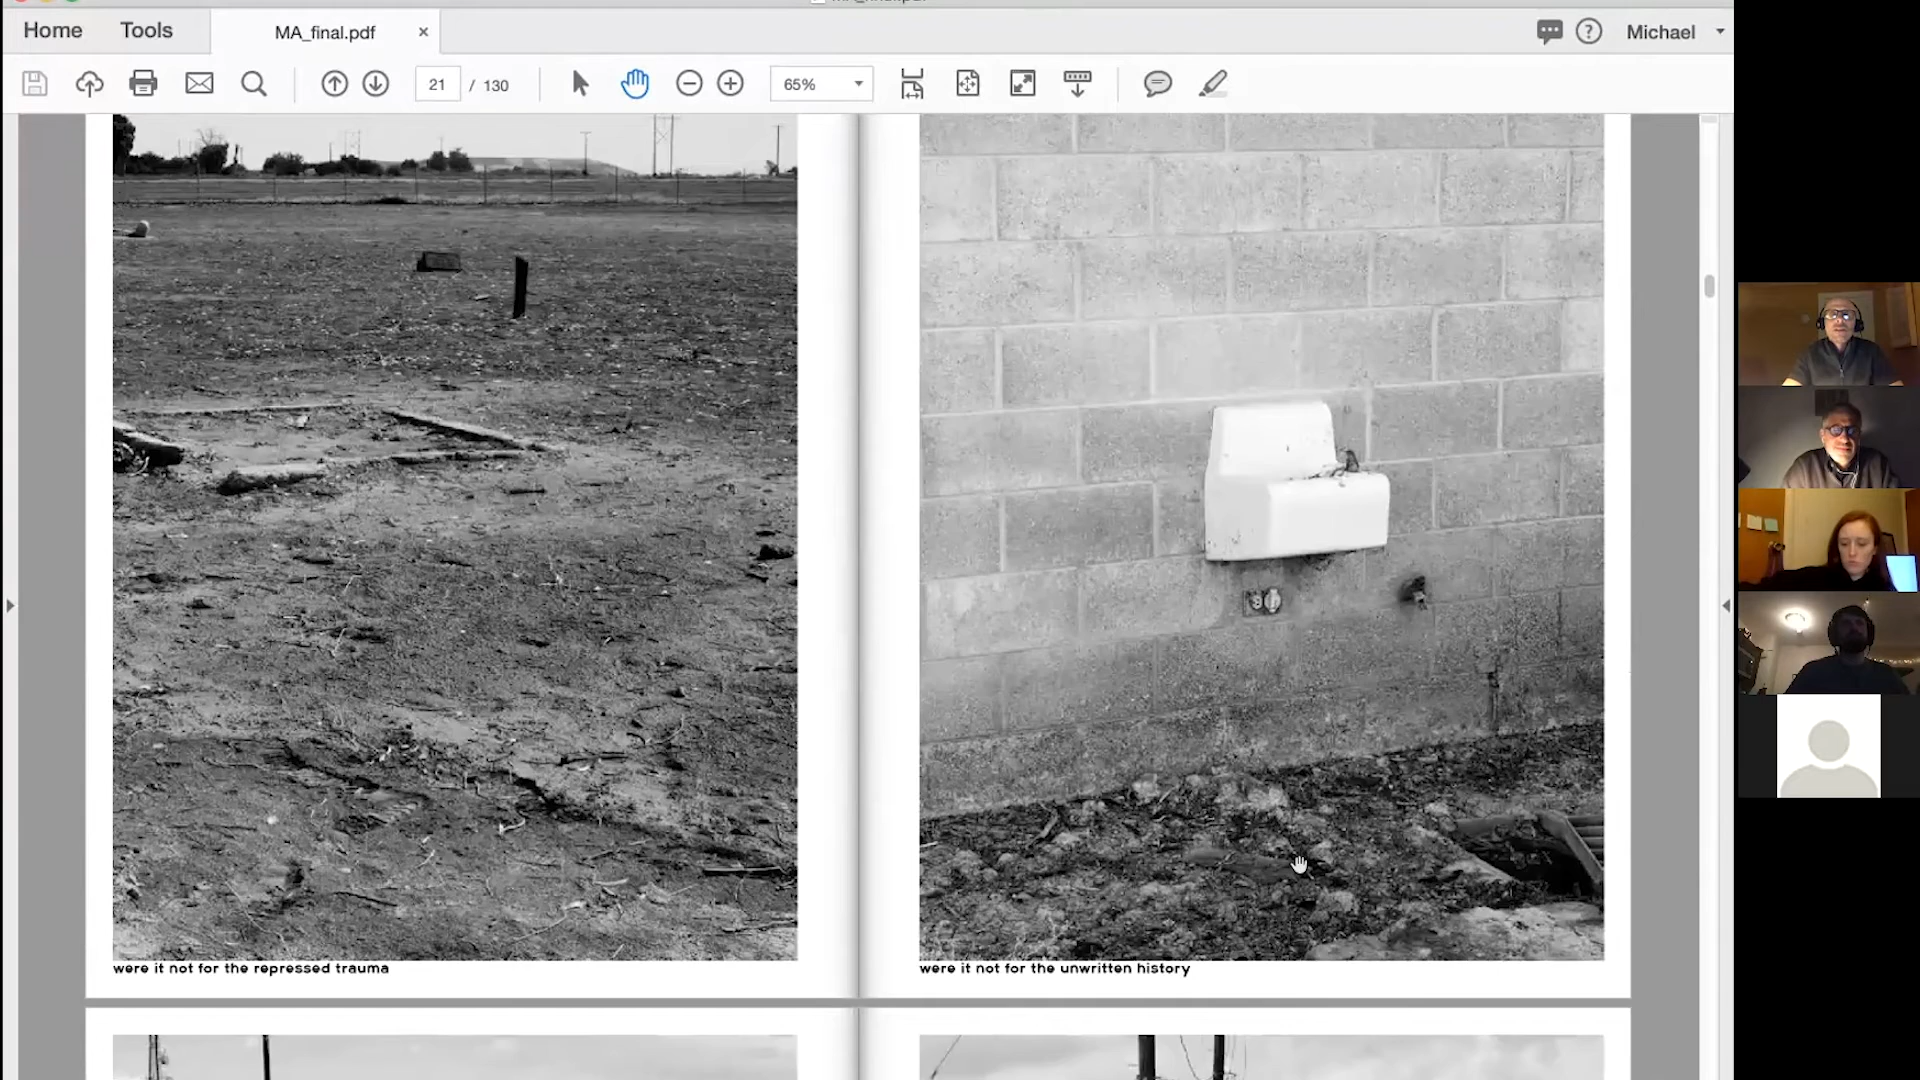 Home
Tools
MA_final.pdf
Michael
21 / 130
65%
were it not for the repressed trauma
were it not for the unwritten history